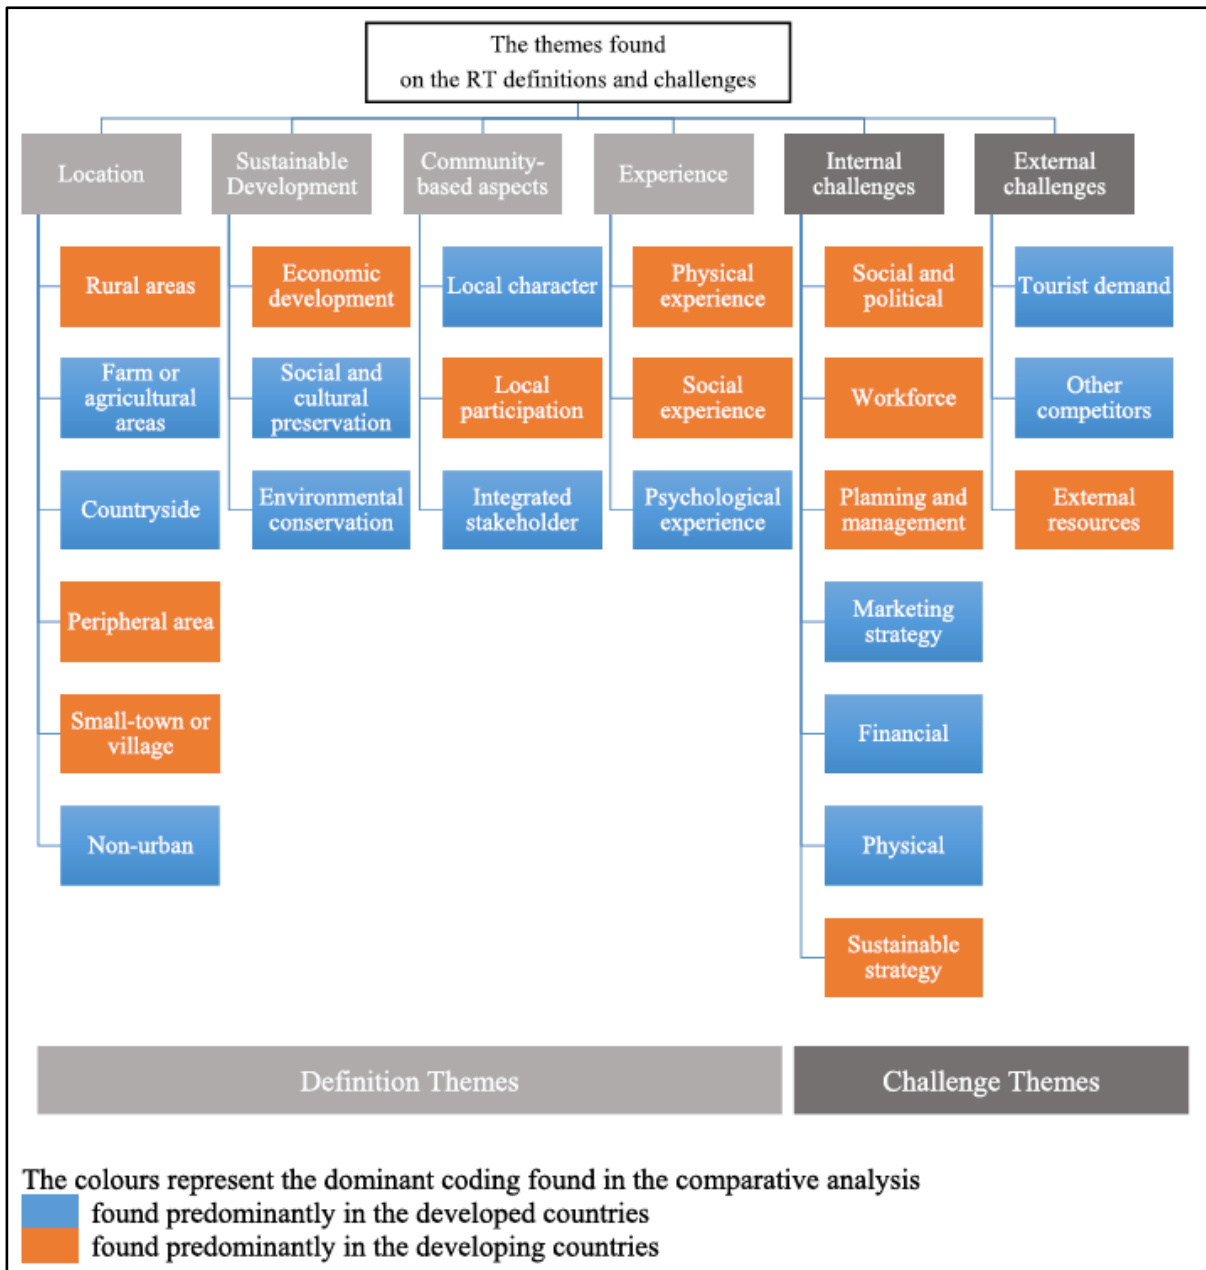 The themes found
on the RT definitions and challenges
Location
Sustainable
Development
Community-
based aspects
Experience
Internal
challenges
External
challenges
Rural areas
Farm or
agricultural
areas
Countryside
Peripheral area
Small-town or
village
Non-urban
Economic
development
Social and
cultural
preservation
Environmental
conservation
Local character
Local
participation
Integrated
stakeholder
Physical
experience
Social
experience
Psychological
experience
Social and
political
Workforce
Planning and
management
Marketing
strategy
Financial
Physical
Sustainable
strategy
Tourist demand
Other
competitors
External
resources
Definition Themes
Challenge Themes
The colours represent the dominant coding found in the comparative analysis
found predominantly in the developed countries
found predominantly in the developing countries